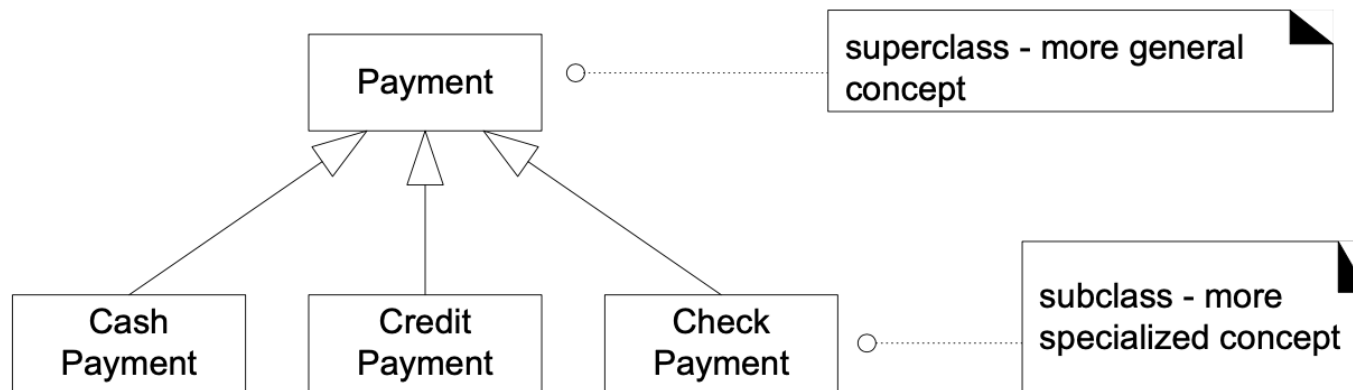 Payment
superclass - more general
concept
Cash
Payment
Credit
Payment
Check
Payment
subclass - more
specialized concept